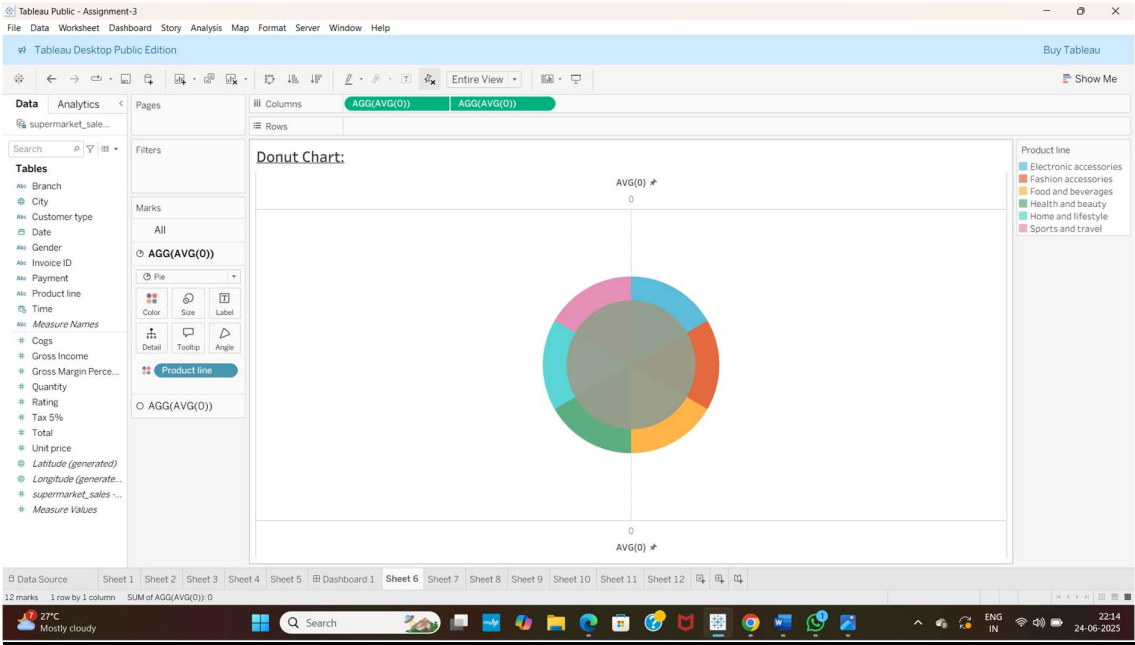 Tableau Public - Assignment-3
File Data Worksheet Dashboard Story Analysis Map Format Server Window Help
Tableau Desktop Public Edition
Buy Tableau
Entire View
Show Me
Data Analytics
supermarket_sale...
Search
Tables
Abc Branch
City
Abc Customer type
Date
Abc Gender
Abc Invoice ID
Abc Payment
Abc Product line
Time
Abc Measure Names
# Cogs
# Gross Income
# Gross Margin Perce...
# Quantity
# Rating
# Tax 5%
# Total
# Unit price
Latitude (generated)
Longitude (generate...
# supermarket_sales -...
# Measure Values
Pages
Filters
Marks
All
AGG(AVG(0))
Pie
Color Size Label
Detail Tooltip Angle
Product line
AGG(AVG(0))
Columns AGG(AVG(0)) AGG(AVG(0))
Rows
Donut Chart:
AVG(0)
0
0
AVG(0)
Product line
Electronic accessories
Fashion accessories
Food and beverages
Health and beauty
Home and lifestyle
Sports and travel
Data Source Sheet 1 Sheet 2 Sheet 3 Sheet 4 Sheet 5 Dashboard 1 Sheet 6 Sheet 7 Sheet 8 Sheet 9 Sheet 10 Sheet 11 Sheet 12
12 marks 1 row by 1 column SUM of AGG(AVG(0)): 0
7
27°C
Mostly cloudy
Search
ENG
IN
22:14
24-06-2025